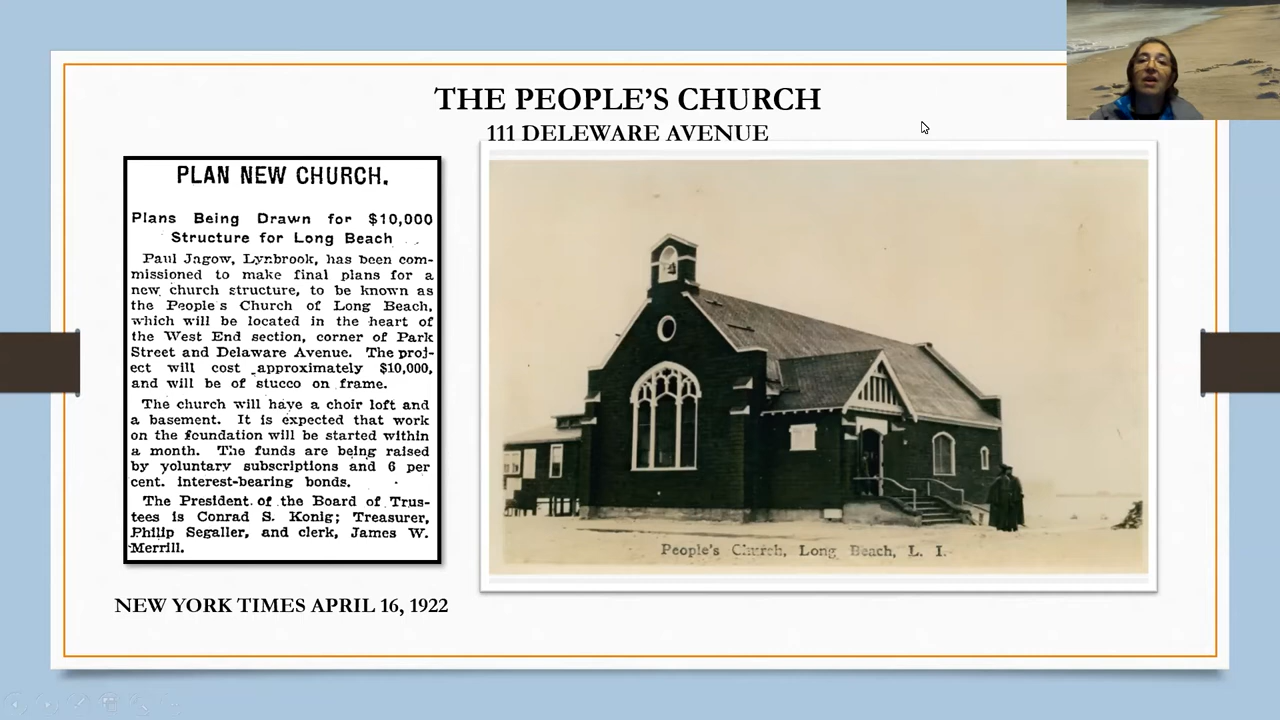 THE PEOPLE'S CHURCH
111 DELEWARE AVENUE
PLAN NEW CHURCH.
Plans Being Drawn for $10,000
Structure for Long Beach
Paul Jagow, Lynbrook, has been com-
missioned to make final plans for a
new church structure, to be known as
the People's Church of Long Beach,
which will be located in the heart of
the West End section, corner of Park
Street and Delaware Avenue. The proj-
ect will cost approximately $10,000,
and will be of stucco on frame.
The church will have a choir loft and
a basement. It is expected that work
on the foundation will be started within
a month. The funds are being raised
by voluntary subscriptions and 6 per
cent. interest-bearing bonds.
The President of the Board of Trus-
tees is Conrad S. Konig; Treasurer,
Philip Segaller, and clerk, James W.
Merrill.
People's Church, Long Beach, L. I.
NEW YORK TIMES APRIL 16, 1922